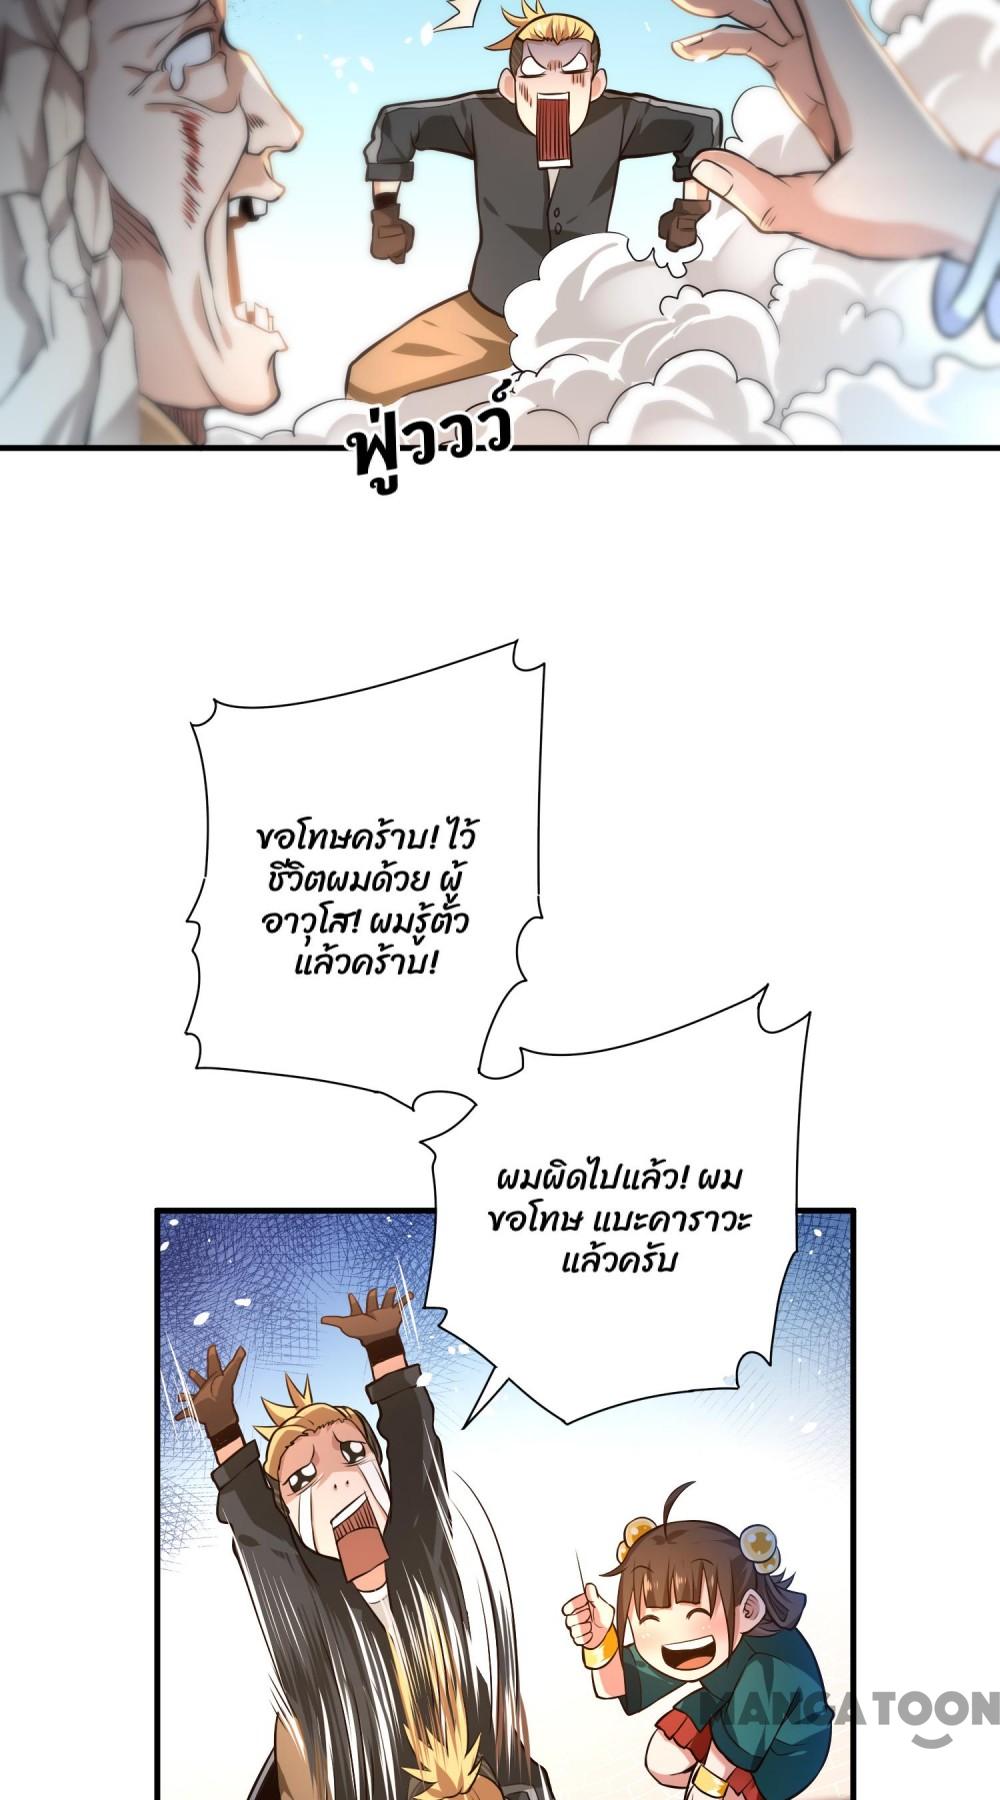 ฟู่ววว์
ขอโทษคร้าบ! ไว้
ชีวิตผมด้วย ผู้
อาวุโส! ผมรู้ตัว
แล้วคร้าบ!
ผมผิดไปแล้ว! ผม
ขอโทษ แบะคาราวะ
แล้วครับ
MANGATOON